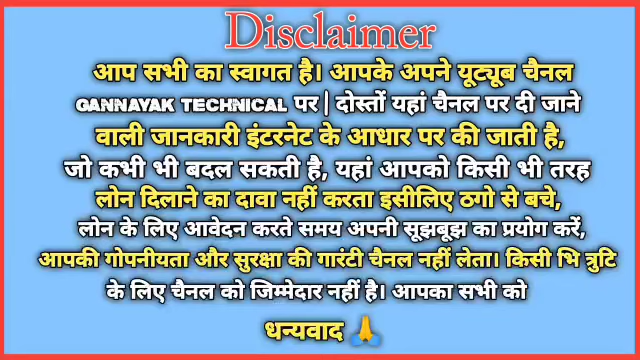 Disclaimer
आप सभी का स्वागत है। आपके अपने यूट्यूब चैनल
GANNAYAK TECHNICAL पर | दोस्तों यहां चैनल पर दी जाने
वाली जानकारी इंटरनेट के आधार पर की जाती है,
जो कभी भी बदल सकती है, यहां आपको किसी भी तरह
लोन दिलाने का दावा नहीं करता इसीलिए ठगो से बचे,
लोन के लिए आवेदन करते समय अपनी सूझबूझ का प्रयोग करें,
आपकी गोपनीयता और सुरक्षा की गारंटी चैनल नहीं लेता। किसी भि त्रुटि
के लिए चैनल को जिम्मेदार नहीं है। आपका सभी को
धन्यवाद 🙏